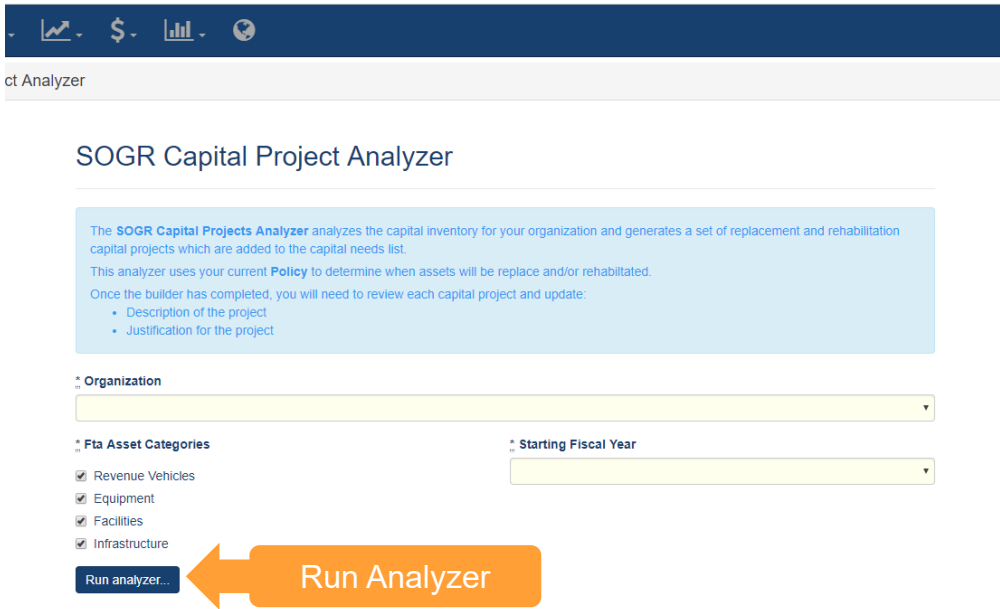 ct Analyzer
SOGR Capital Project Analyzer
The SOGR Capital Projects Analyzer analyzes the capital inventory for your organization and generates a set of replacement and rehabilitation
capital projects which are added to the capital needs list.
This analyzer uses your current Policy to determine when assets will be replace and/or rehabiltated.
Once the builder has completed, you will need to review each capital project and update:
• Description of the project
• Justification for the project
* Organization
* Fta Asset Categories
* Starting Fiscal Year
Revenue Vehicles
Equipment
Facilities
Infrastructure
Run analyzer...
Run Analyzer